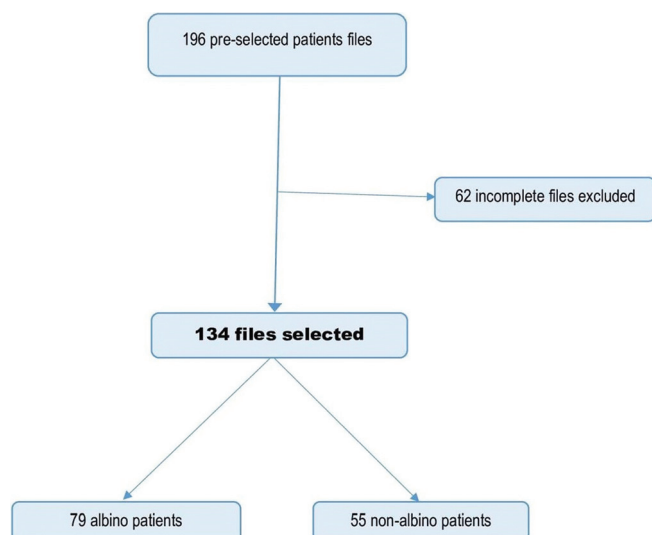 196 pre-selected patients files
62 incomplete files excluded
134 files selected
79 albino patients
55 non-albino patients